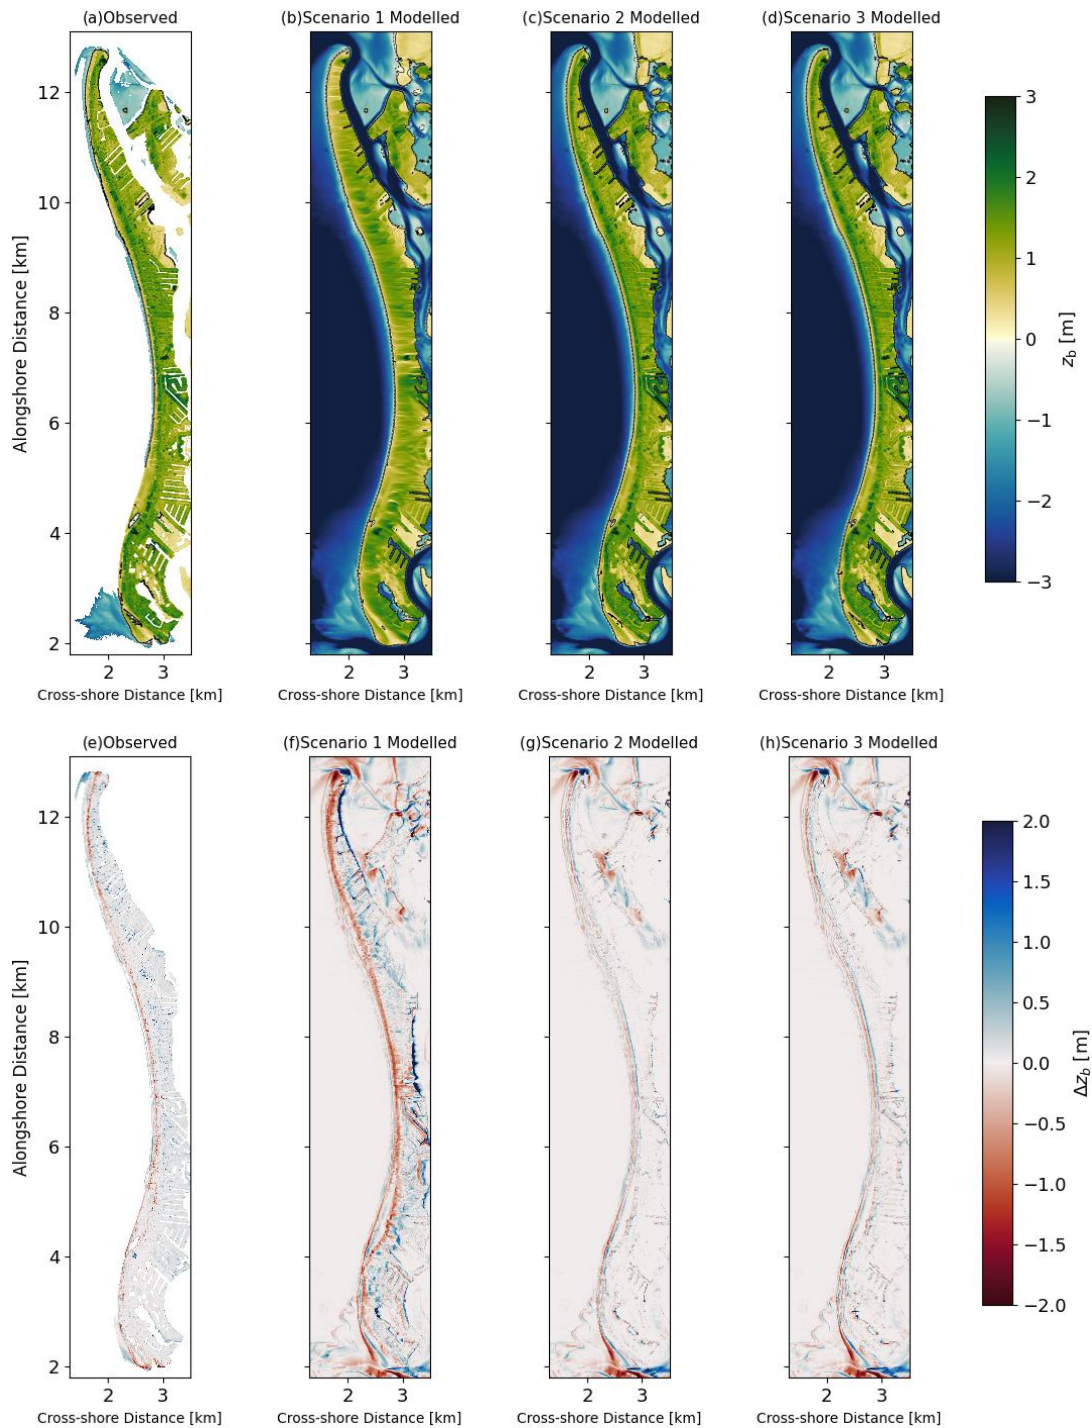 (a)Observed
(b)Scenario 1 Modelled
(c)Scenario 2 Modelled
(d)Scenario 3 Modelled
12
10
8
6
4
2
Alongshore Distance [km]
2 3
2 3
2 3
2 3
Cross-shore Distance [km]
Cross-shore Distance [km]
Cross-shore Distance [km]
Cross-shore Distance [km]
3
2
1
0
−1
−2
−3
z_b [m]
(e)Observed
(f)Scenario 1 Modelled
(g)Scenario 2 Modelled
(h)Scenario 3 Modelled
12
10
8
6
4
2
Alongshore Distance [km]
2 3
2 3
2 3
2 3
Cross-shore Distance [km]
Cross-shore Distance [km]
Cross-shore Distance [km]
Cross-shore Distance [km]
2.0
1.5
1.0
0.5
0.0
−0.5
−1.0
−1.5
−2.0
Δz_b [m]